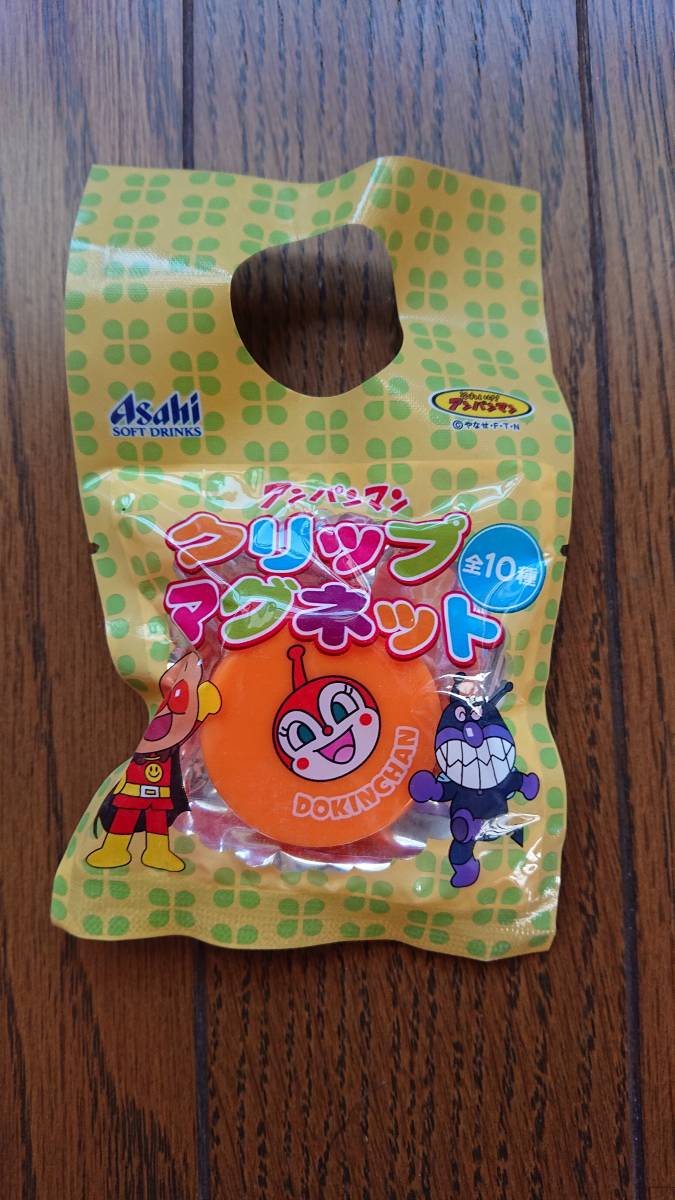 Asahi
SOFT DRINKS
それいけ!
アンパンマン
©やなせ・F・T・N
アンパンマン
クリップ
マグネット
全10種
DOKINCHAN